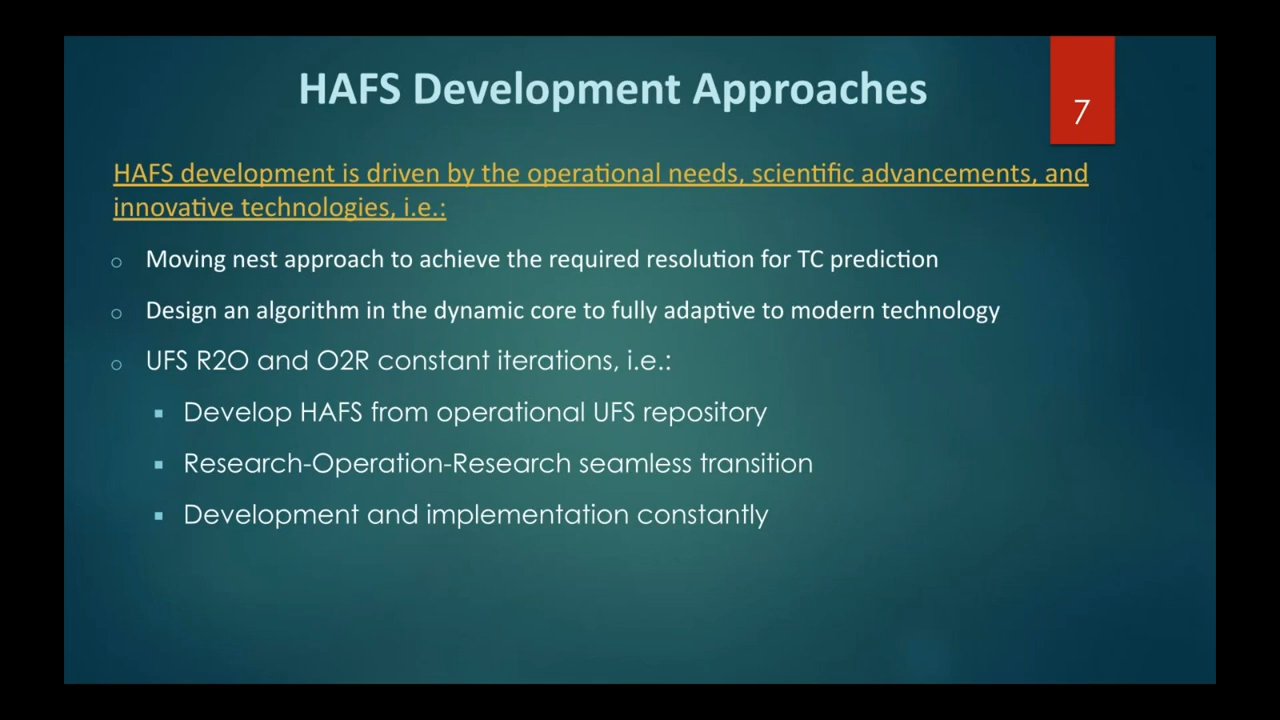 HAFS Development Approaches
7
HAFS development is driven by the operational needs, scientific advancements, and
innovative technologies, i.e.:
Moving nest approach to achieve the required resolution for TC prediction
Design an algorithm in the dynamic core to fully adaptive to modern technology
UFS R2O and O2R constant iterations, i.e.:
Develop HAFS from operational UFS repository
Research-Operation-Research seamless transition
Development and implementation constantly